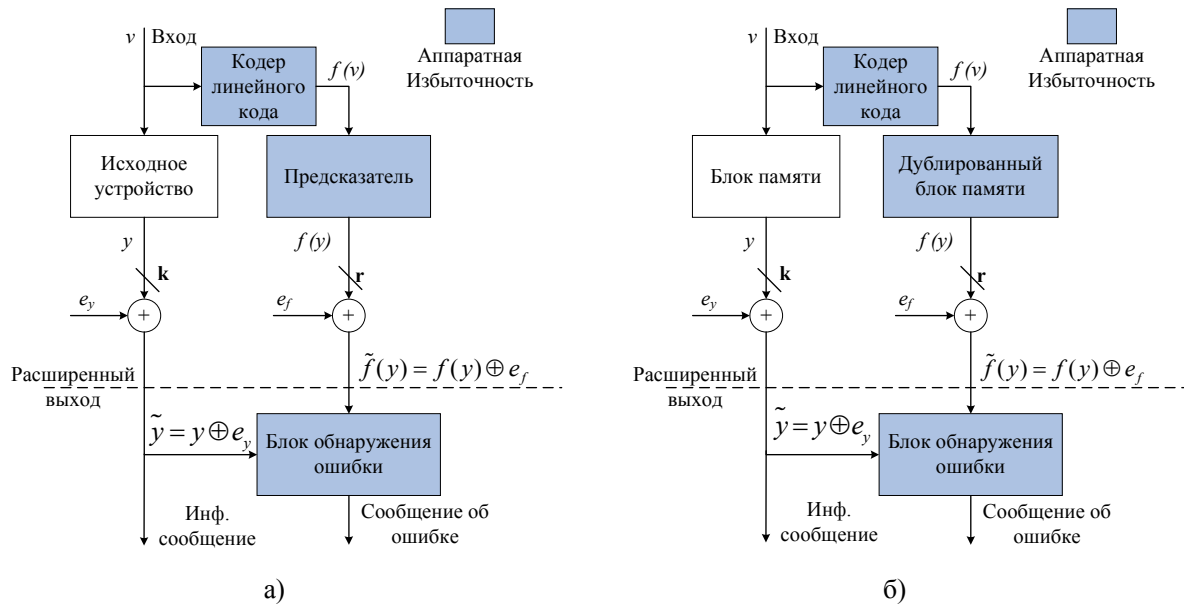 v Вход
Аппаратная
Избыточность
Кодер
линейного
кода
f(v)
Исходное
устройство
Предсказатель
y
f(y)
k
r
e_y
+
e_f
+
f̃(y) = f(y) ⊕ e_f
Расширенный
выход
ỹ = y ⊕ e_y
Блок обнаружения
ошибки
Инф.
сообщение
Сообщение об
ошибке
а)
v Вход
Аппаратная
Избыточность
Кодер
линейного
кода
f(v)
Блок памяти
Дублированный
блок памяти
y
f(y)
k
r
e_y
+
e_f
+
f̃(y) = f(y) ⊕ e_f
Расширенный
выход
ỹ = y ⊕ e_y
Блок обнаружения
ошибки
Инф.
сообщение
Сообщение об
ошибке
б)